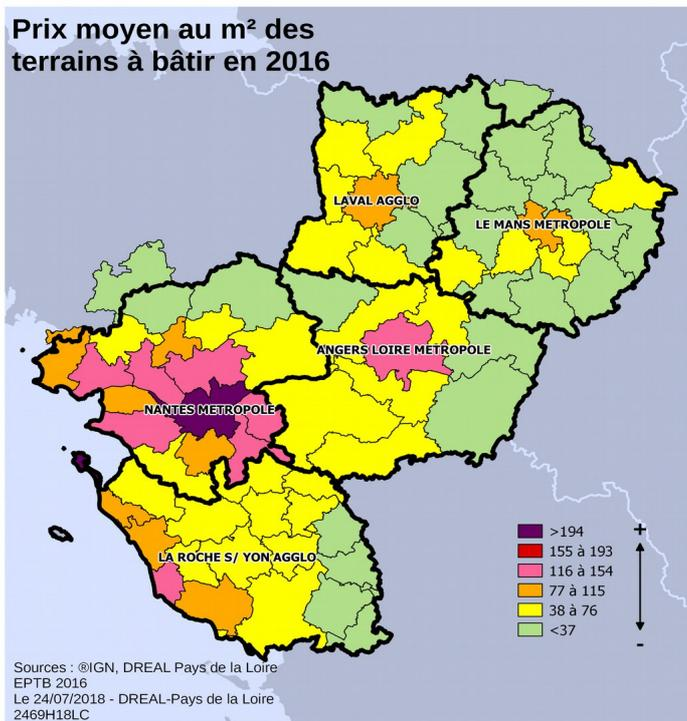 Prix moyen au m² des
terrains à bâtir en 2016
LAVAL AGGLO
LE MANS METROPOLE
ANGERS LOIRE METROPOLE
NANTES METROPOLE
LA ROCHE S/ YON AGGLO
>194
155 à 193
116 à 154
77 à 115
38 à 76
<37
+
-
Sources : ®IGN, DREAL Pays de la Loire
EPTB 2016
Le 24/07/2018 - DREAL-Pays de la Loire
2469H18LC